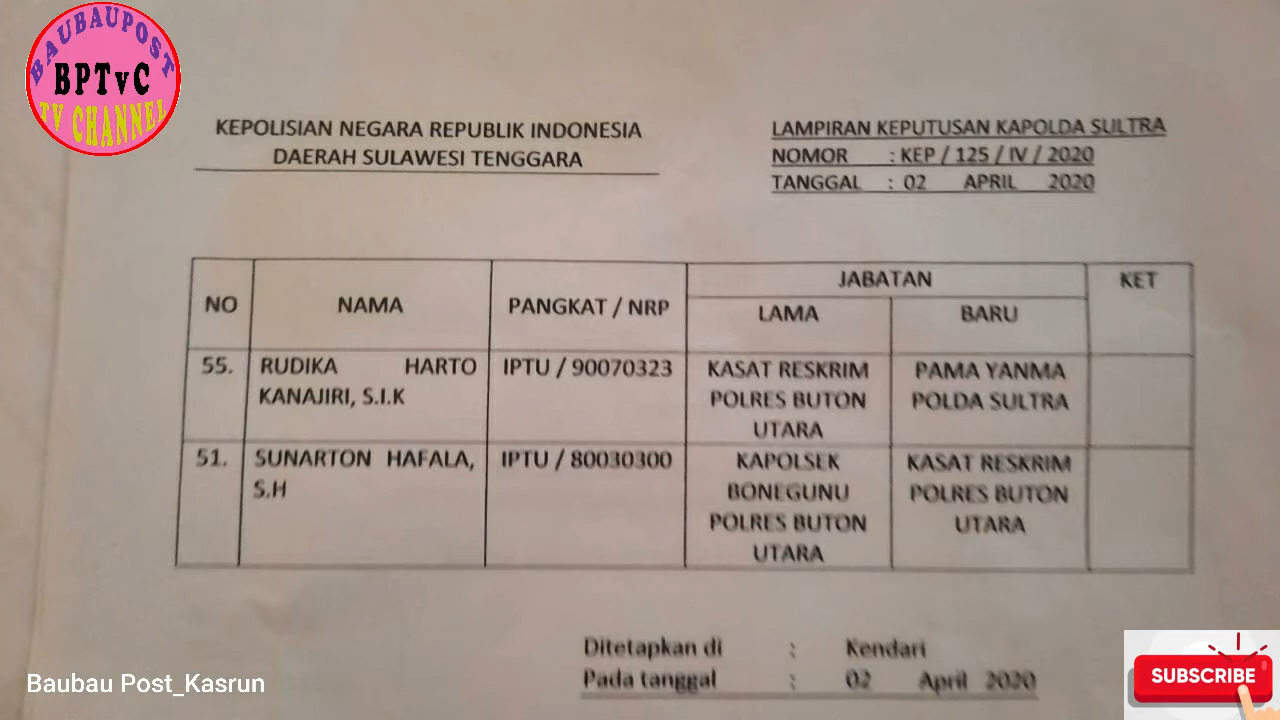 BAUBAUPOST
BPTvC
TV CHANNEL
KEPOLISIAN NEGARA REPUBLIK INDONESIA
DAERAH SULAWESI TENGGARA
LAMPIRAN KEPUTUSAN KAPOLDA SULTRA
NOMOR : KEP / 125 / IV / 2020
TANGGAL : 02 APRIL 2020
NO NAMA PANGKAT / NRP JABATAN KET
LAMA BARU
55. RUDIKA HARTO IPTU / 90070323 KASAT RESKRIM PAMA YANMA
KANAJIRI, S.I.K POLRES BUTON POLDA SULTRA
UTARA
51. SUNARTON HAFALA, IPTU / 80030300 KAPOLSEK KASAT RESKRIM
S.H BONEGUNU POLRES BUTON
POLRES BUTON UTARA
UTARA
Ditetapkan di : Kendari
Pada tanggal : 02 April 2020
Baubau Post_Kasrun
SUBSCRIBE